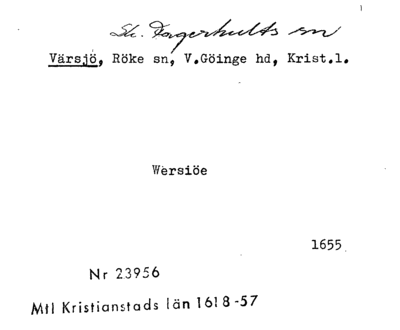 Sk. Fagerhults sn
Värsjö, Röke sn, V.Göinge hd, Krist.l.
Wersiöe
1655
Nr 23956
Mtl Kristianstads län 1618-57